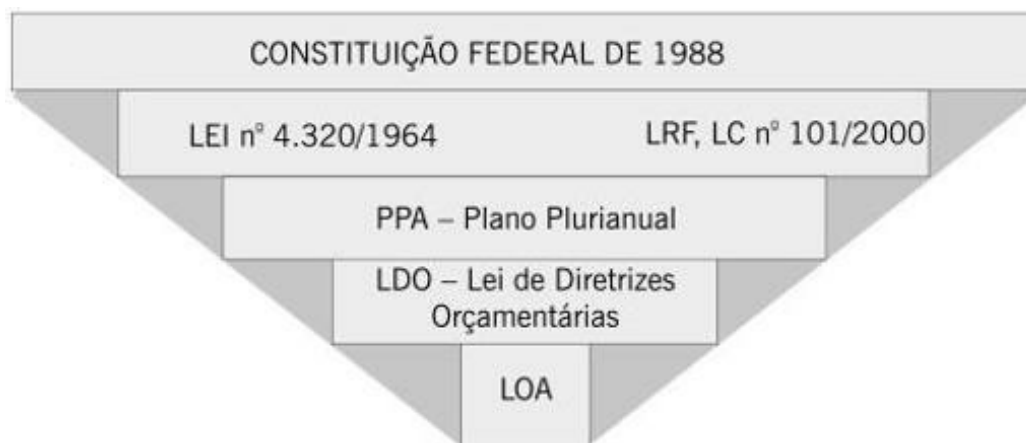 CONSTITUIÇÃO FEDERAL DE 1988
LEI nº 4.320/1964 LRF, LC nº 101/2000
PPA – Plano Plurianual
LDO – Lei de Diretrizes
Orçamentárias
LOA